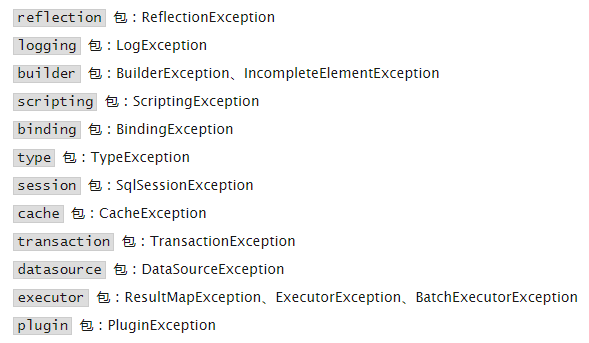 reflection 包：ReflectionException
logging 包：LogException
builder 包：BuilderException、IncompleteElementException
scripting 包：ScriptingException
binding 包：BindingException
type 包：TypeException
session 包：SqlSessionException
cache 包：CacheException
transaction 包：TransactionException
datasource 包：DataSourceException
executor 包：ResultMapException、ExecutorException、BatchExecutorException
plugin 包：PluginException